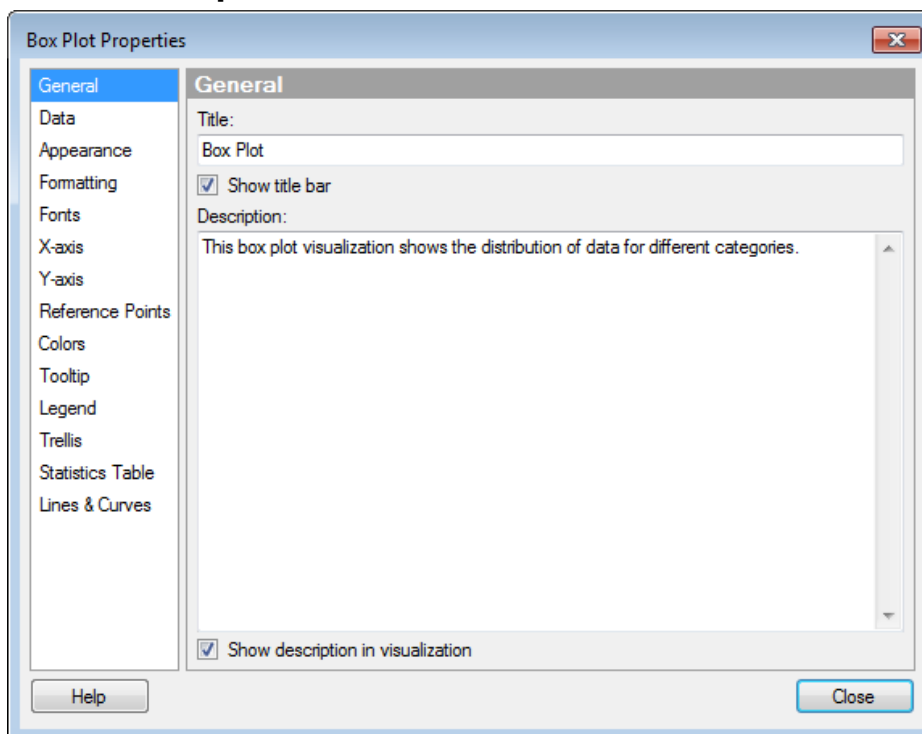 Box Plot Properties
General
Data
Appearance
Formatting
Fonts
X-axis
Y-axis
Reference Points
Colors
Tooltip
Legend
Trellis
Statistics Table
Lines & Curves
General
Title:
Box Plot
Show title bar
Description:
This box plot visualization shows the distribution of data for different categories.
Show description in visualization
Help
Close